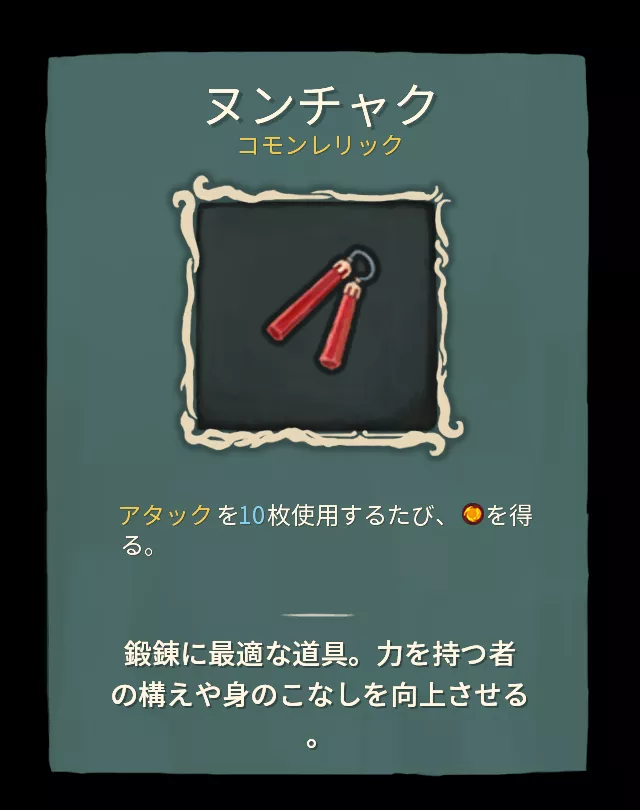 ヌンチャク
コモンレリック
アタックを10枚使用するたび、を得
る。
鍛錬に最適な道具。力を持つ者
の構えや身のこなしを向上させる
。